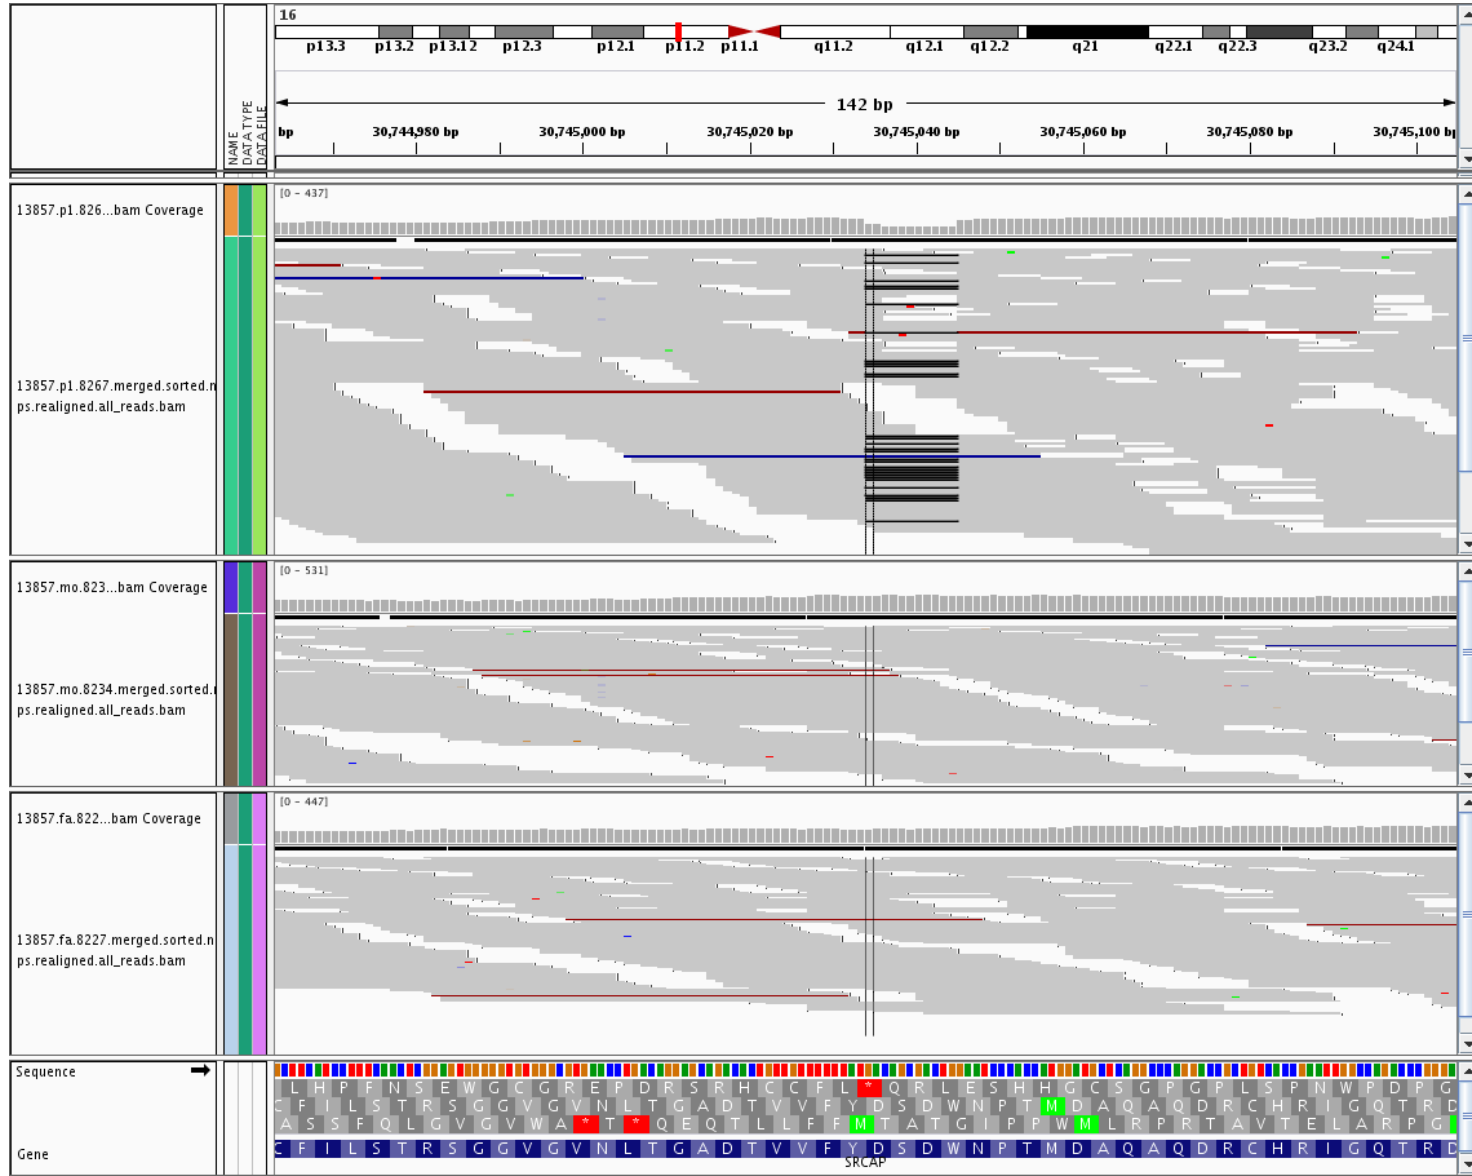 16
p13.3 p13.2 p13.12 p12.3 p12.1 p11.2 p11.1 q11.2 q12.1 q12.2 q21 q22.1 q22.3 q23.2 q24.1
142 bp
bp 30,744,980 bp 30,745,000 bp 30,745,020 bp 30,745,040 bp 30,745,060 bp 30,745,080 bp 30,745,100 bp
NAME
DATA TYPE
DATA FILE
[0 - 437]
13857.p1.826...bam Coverage
13857.p1.8267.merged.sorted.n
ps.realigned.all_reads.bam
[0 - 531]
13857.mo.823...bam Coverage
13857.mo.8234.merged.sorted.
ps.realigned.all_reads.bam
[0 - 447]
13857.fa.822...bam Coverage
13857.fa.8227.merged.sorted.n
ps.realigned.all_reads.bam
Sequence
L H P F N S E W G C G R E P D R S R H C C F L * Q R L E S H H G C S G P G P L S P N W P D P G
C F I L S T R S G G V G V N L T G A D T V V F Y D S D W N P T M D A Q A Q D R C H R I G Q T R D
A S S F Q L G V G V W A * T * Q E Q T L L F F M T A T G I P P W M L R P R T A V T E L A R P G
Gene
C F I L S T R S G G V G V N L T G A D T V V F Y D S D W N P T M D A Q A Q D R C H R I G Q T R D
SRCAP